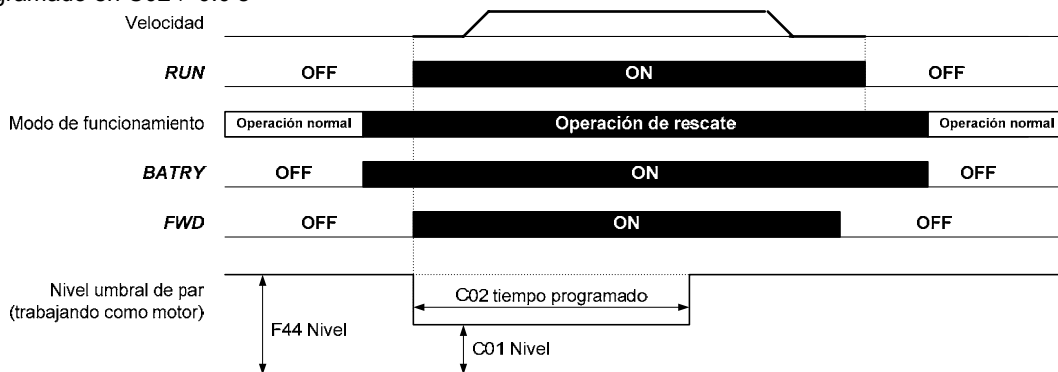 Velocidad
RUN OFF ON OFF
Modo de funcionamiento Operación normal Operación de rescate Operación normal
BATRY OFF ON OFF
FWD OFF ON OFF
Nivel umbral de par
(trabajando como motor)
C02 tiempo programado
F44 Nivel
C01 Nivel